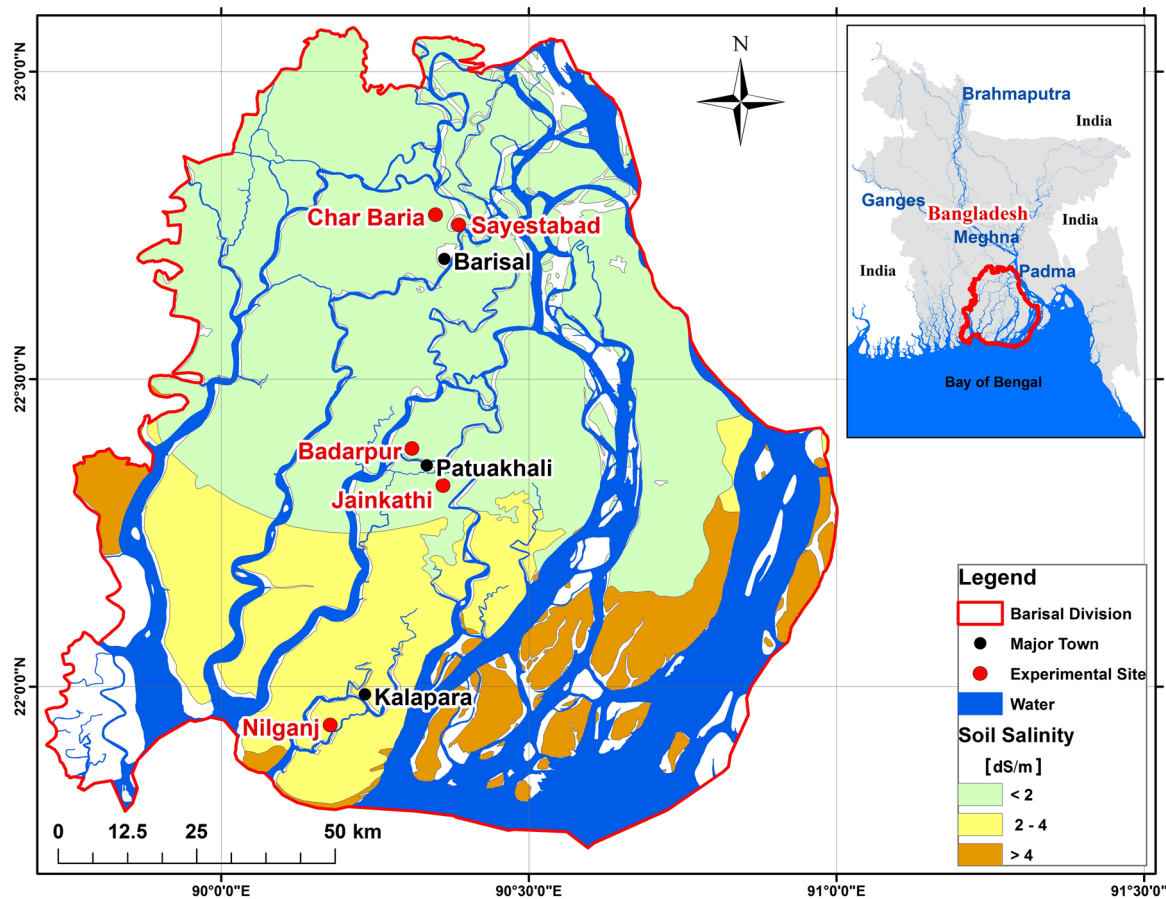 N
23°0'0"N
22°30'0"N
22°0'0"N
Char Baria
Sayestabad
Barisal
Badarpur
Patuakhali
Jainkathi
Kalapara
Nilganj
0 12.5 25 50 km
90°0'0"E 90°30'0"E 91°0'0"E 91°30'0"E
Brahmaputra
India
Ganges
Bangladesh
India
Meghna
India
Padma
Bay of Bengal
Legend
Barisal Division
Major Town
Experimental Site
Water
Soil Salinity
[ dS/m ]
< 2
2 - 4
> 4